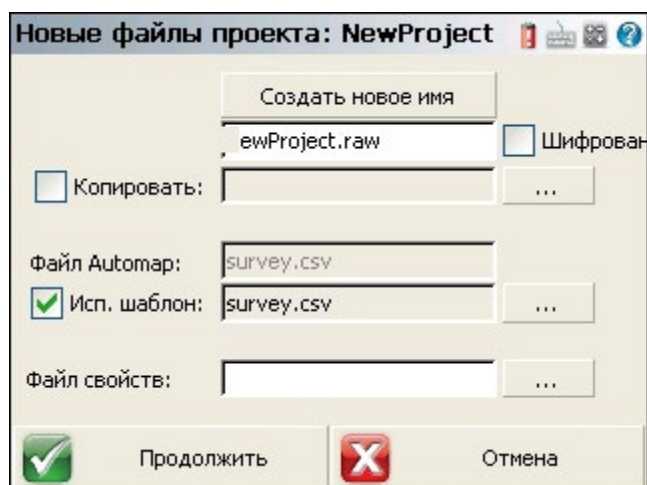 Новые файлы проекта: NewProject
Создать новое имя
ewProject.raw Шифрован
Копировать: ...
Файл Automap: survey.csv
Исп. шаблон: survey.csv ...
Файл свойств: ...
Продолжить Отмена